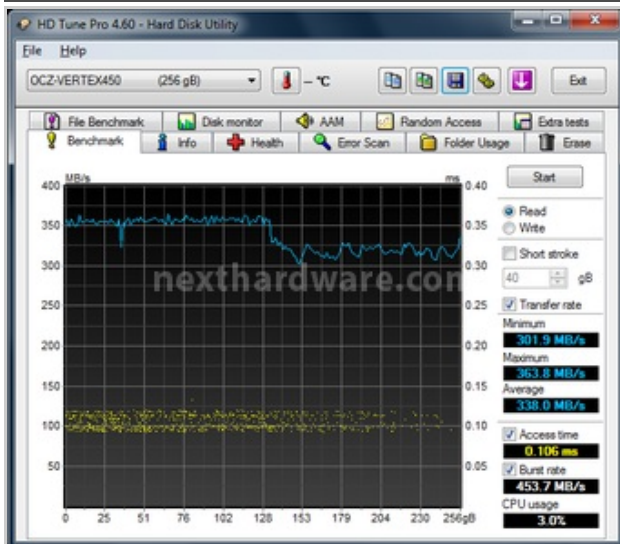 HD Tune Pro 4.60 - Hard Disk Utility
File Help
OCZ-VERTEX450 (256 gB) – °C Exit
File Benchmark Disk monitor AAM Random Access Extra tests
Benchmark Info Health Error Scan Folder Usage Erase
MB/s ms
400 0.40
350 0.35
300 0.30
250 0.25
200 0.20
150 0.15
100 0.10
50 0.05
0 25 51 76 102 128 153 179 204 230 256gB
nexthardware.com
Start
Read
Write
Short stroke
40 gB
Transfer rate
Minimum
301.9 MB/s
Maximum
363.8 MB/s
Average
338.0 MB/s
Access time
0.106 ms
Burst rate
453.7 MB/s
CPU usage
3.0%